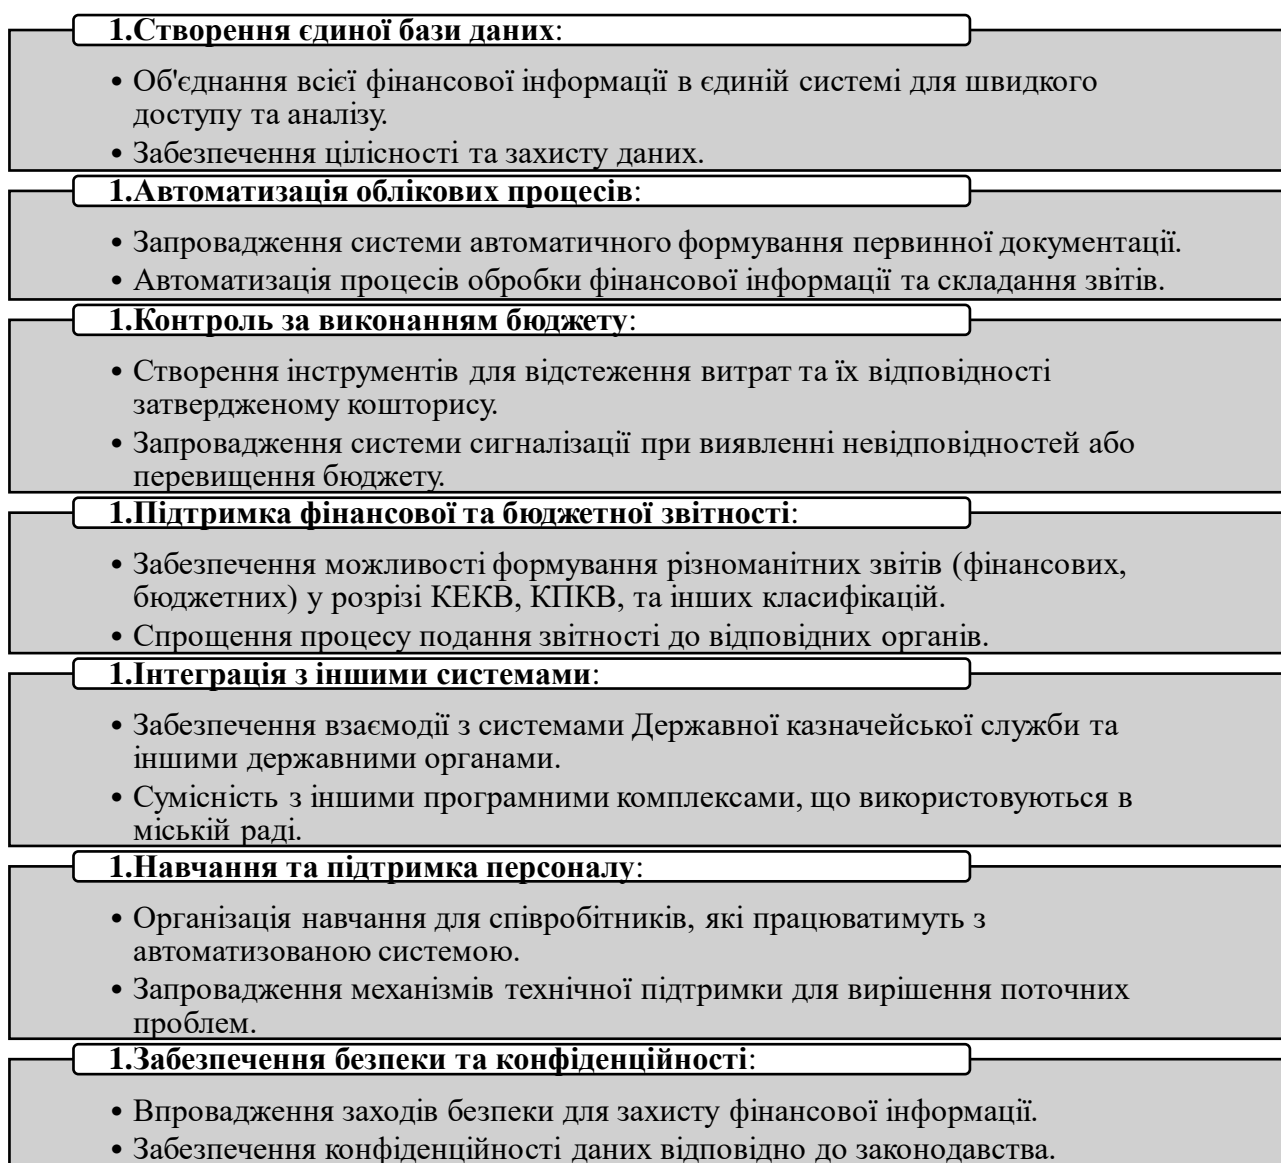 1.Створення єдиної бази даних:
• Об'єднання всієї фінансової інформації в єдиній системі для швидкого
доступу та аналізу.
• Забезпечення цілісності та захисту даних.
1.Автоматизація облікових процесів:
• Запровадження системи автоматичного формування первинної документації.
• Автоматизація процесів обробки фінансової інформації та складання звітів.
1.Контроль за виконанням бюджету:
• Створення інструментів для відстеження витрат та їх відповідності
затвердженому кошторису.
• Запровадження системи сигналізації при виявленні невідповідностей або
перевищення бюджету.
1.Підтримка фінансової та бюджетної звітності:
• Забезпечення можливості формування різноманітних звітів (фінансових,
бюджетних) у розрізі КЕКВ, КПКВ, та інших класифікацій.
• Спрощення процесу подання звітності до відповідних органів.
1.Інтеграція з іншими системами:
• Забезпечення взаємодії з системами Державної казначейської служби та
іншими державними органами.
• Сумісність з іншими програмними комплексами, що використовуються в
міській раді.
1.Навчання та підтримка персоналу:
• Організація навчання для співробітників, які працюватимуть з
автоматизованою системою.
• Запровадження механізмів технічної підтримки для вирішення поточних
проблем.
1.Забезпечення безпеки та конфіденційності:
• Впровадження заходів безпеки для захисту фінансової інформації.
• Забезпечення конфіденційності даних відповідно до законодавства.